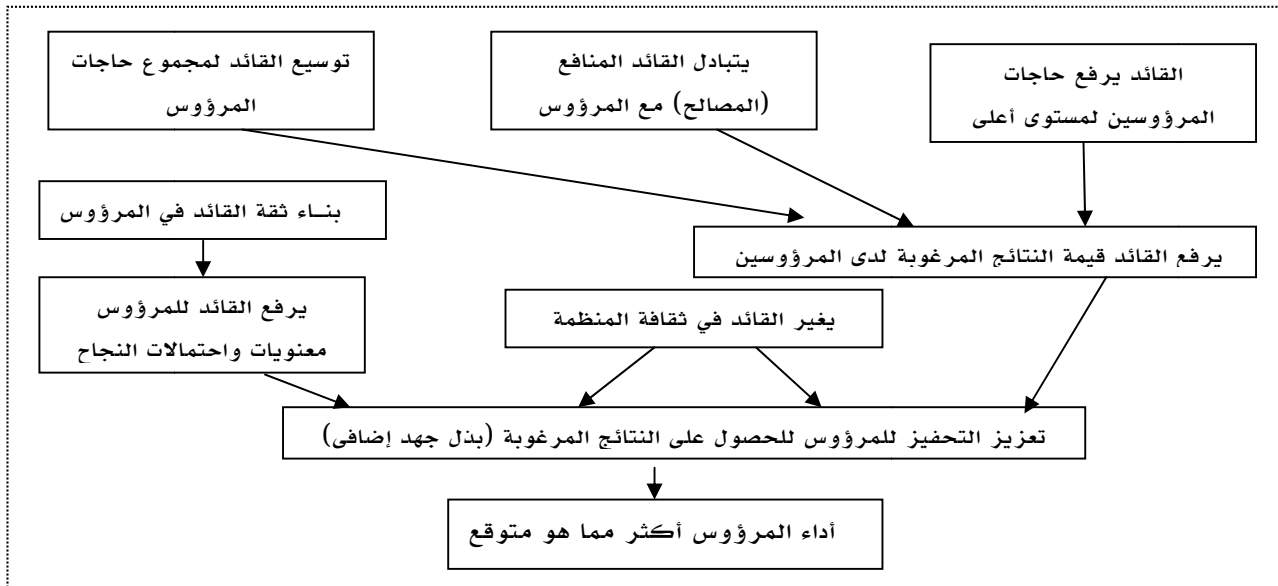 القائد يرفع حاجات
المرؤوسين لمستوى أعلى
يتبادل القائد المنافع
(المصالح) مع المرؤوس
توسيع القائد لمجموع حاجات
المرؤوس
بنـاء ثقة القائد في المرؤوس
يرفع القائد قيمة النتائج المرغوبة لدى المرؤوسين
يرفع القائد للمرؤوس
معنويات واحتمالات النجاح
يغير القائد في ثقافة المنظمة
تعزيز التحفيز للمرؤوس للحصول على النتائج المرغوبة (بذل جهد إضافى)
أداء المرؤوس أكثر مما هو متوقع